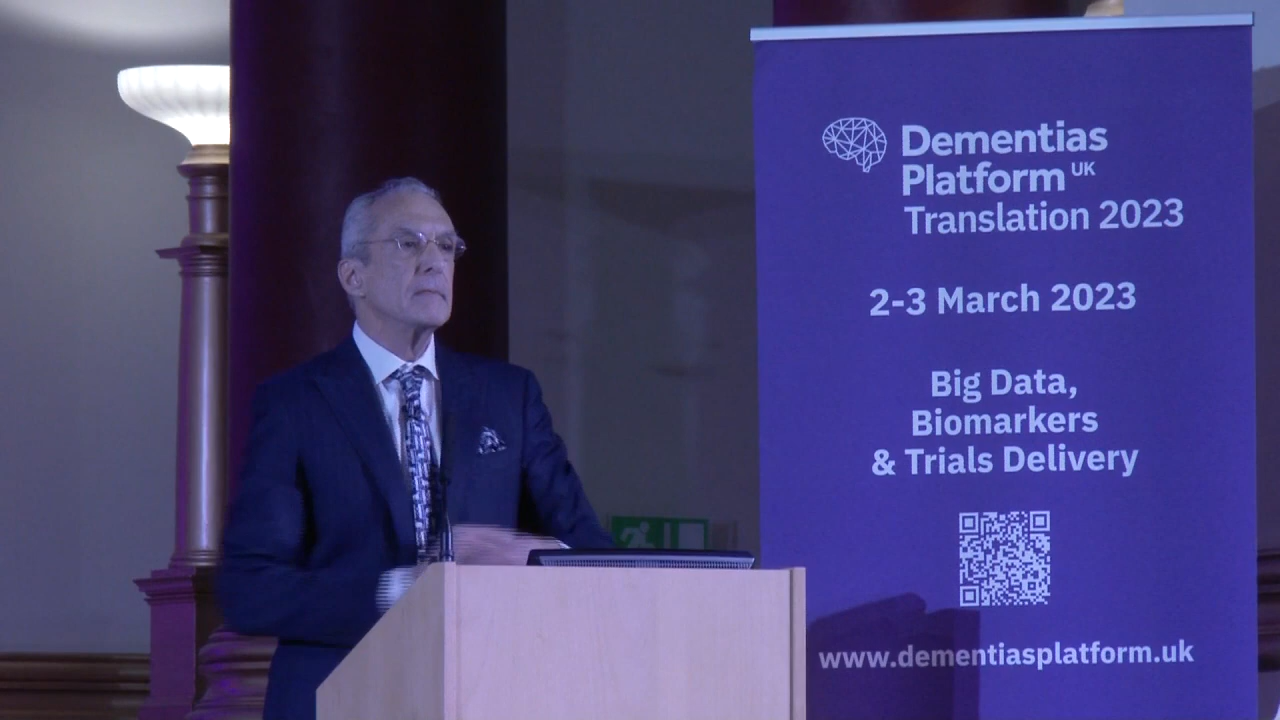 Dementias
Platform UK
Translation 2023
2-3 March 2023
Big Data,
Biomarkers
& Trials Delivery
www.dementiasplatform.uk